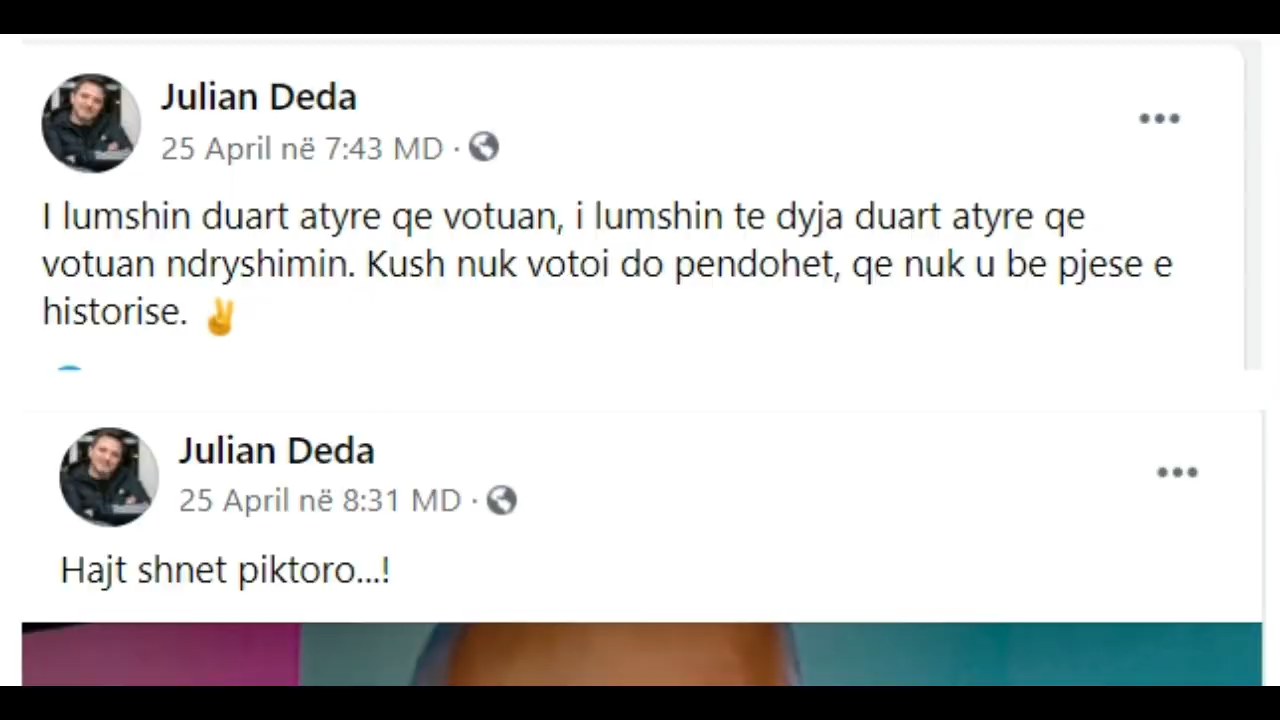 Julian Deda
25 April në 7:43 MD ·
I lumshin duart atyre qe votuan, i lumshin te dyja duart atyre qe
votuan ndryshimin. Kush nuk votoi do pendohet, qe nuk u be pjese e
historise. ✌️
Julian Deda
25 April në 8:31 MD ·
Hajt shnet piktoro...!